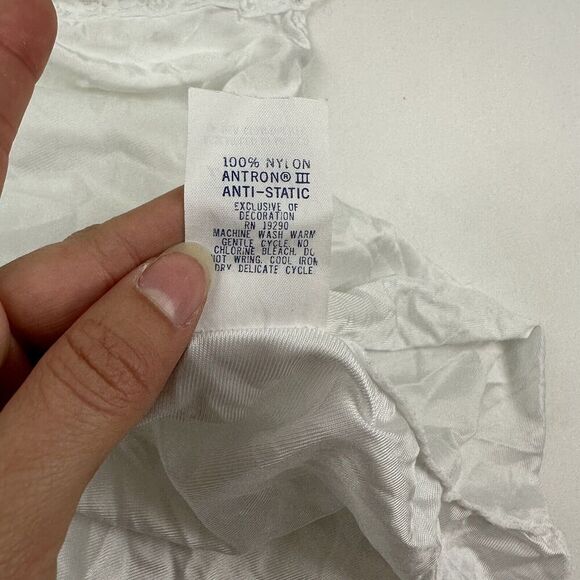 100% NYLON
ANTRON® III
ANTI-STATIC
EXCLUSIVE OF
DECORATION
RN 19290
MACHINE WASH WARM
GENTLE CYCLE. NO
CHLORINE BLEACH. DO
NOT WRING. COOL IRON
DRY DELICATE CYCLE